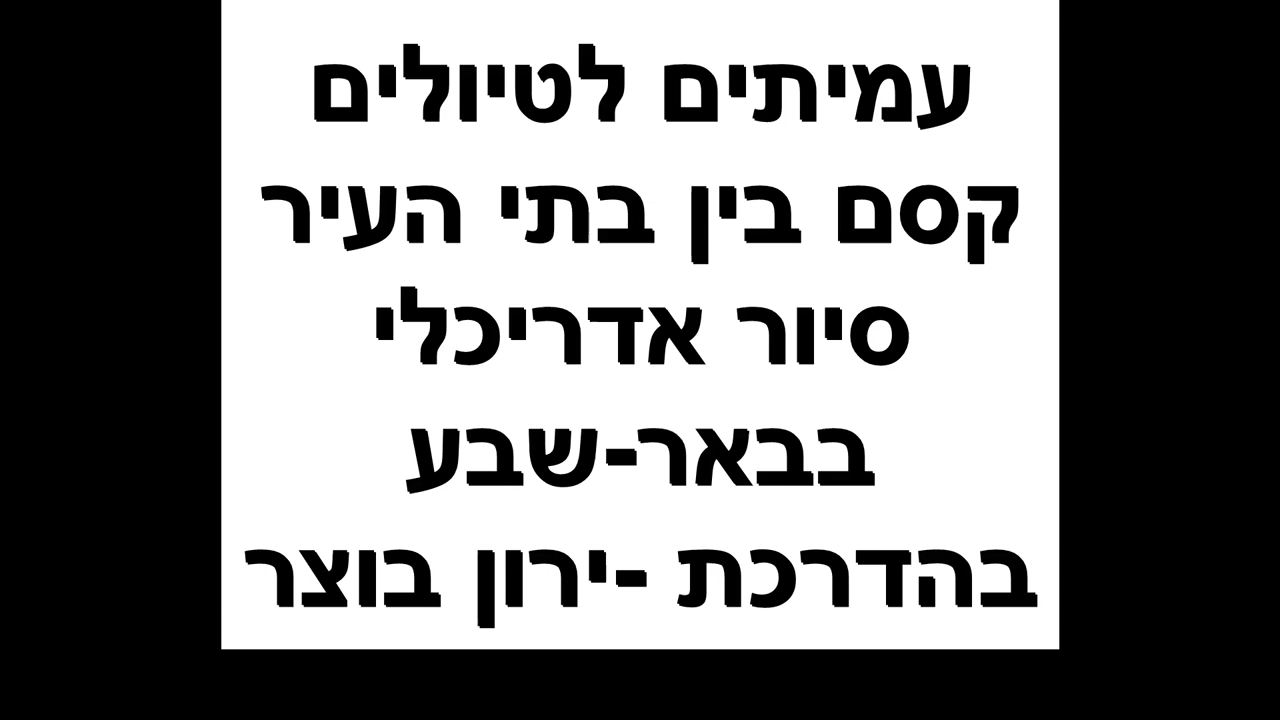 עמיתים לטיולים
קסם בין בתי העיר
סיור אדריכלי
בבאר-שבע
בהדרכת -ירון בוצר